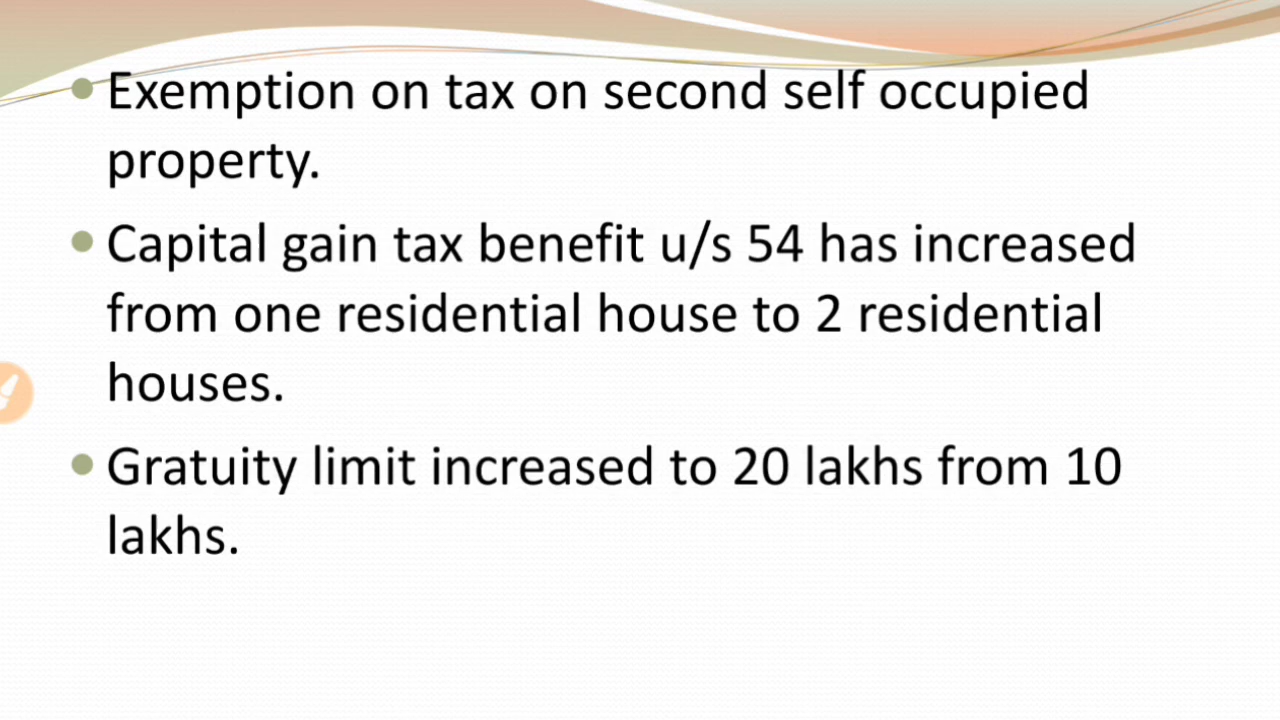 Exemption on tax on second self occupied
property.
Capital gain tax benefit u/s 54 has increased
from one residential house to 2 residential
houses.
Gratuity limit increased to 20 lakhs from 10
lakhs.